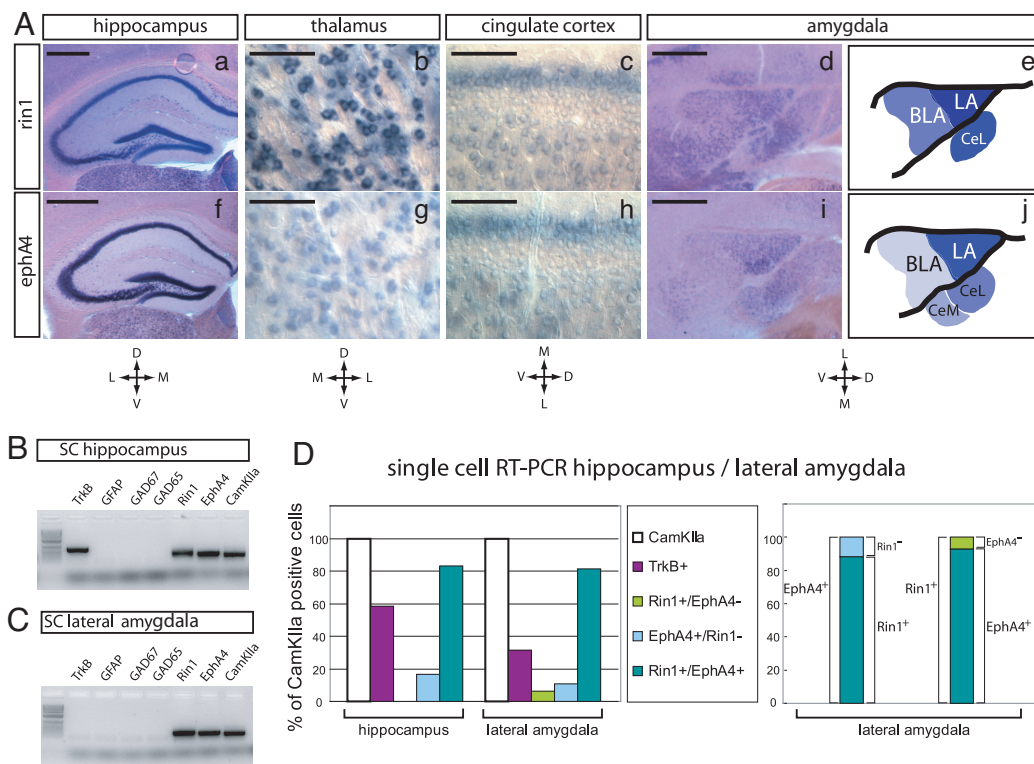 A
hippocampus
thalamus
cingulate cortex
amygdala
rin1
a
b
c
d
e
BLA
LA
CeL
ephA4
f
g
h
i
j
BLA
LA
CeL
CeM
D
L M
V
D
M L
V
M
V D
L
L
V D
M
B
SC hippocampus
TrkB GFAP GAD67 GAD65 Rin1 EphA4 CamKIIa
C
SC lateral amygdala
TrkB GFAP GAD67 GAD65 Rin1 EphA4 CamKIIa
D
single cell RT-PCR hippocampus / lateral amygdala
% of CamKIIa positive cells
100
80
60
40
20
0
hippocampus
lateral amygdala
CamKIIa
TrkB+
Rin1+/EphA4-
EphA4+/Rin1-
Rin1+/EphA4+
100
80
60
40
20
0
EphA4+
Rin1-
Rin1+
Rin1+
EphA4-
EphA4+
lateral amygdala